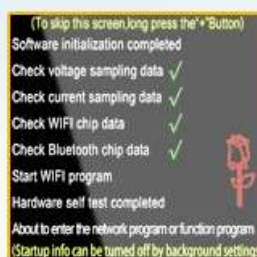 (To skip this screen,long press the"+"Button)
Software initialization completed
Check voltage sampling data
Check current sampling data
Check WIFI chip data
Check Bluetooth chip data
Start WIFI program
Hardware self test completed
About to enter the network program or function program
(Startup info can be turned off by background settings